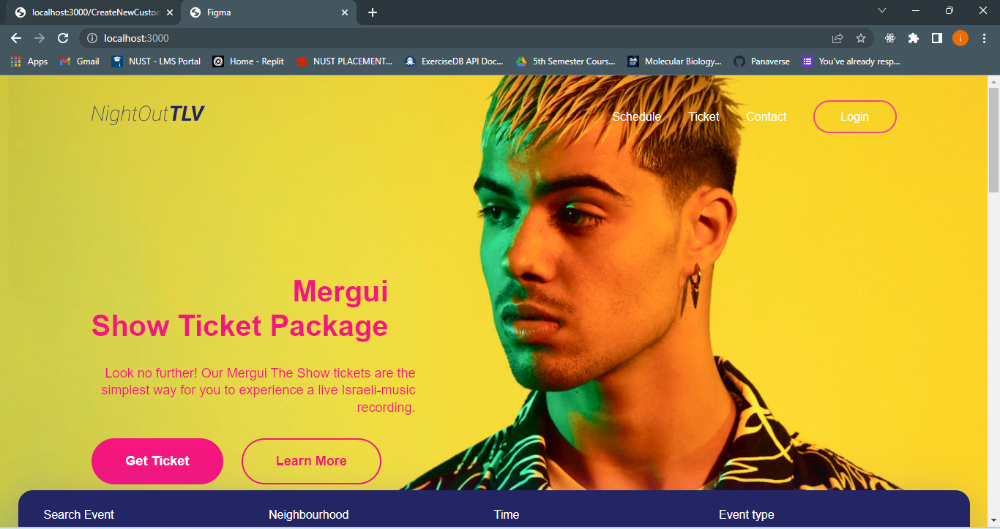 localhost:3000/CreateNewCustom
Figma
localhost:3000
i
Apps
Gmail
NUST - LMS Portal
Home - Replit
NUST PLACEMENT...
ExerciseDB API Doc...
5th Semester Cours...
Molecular Biology...
Panaverse
You've already resp...
NightOutTLV
Schedule
Ticket
Contact
Login
Mergui
Show Ticket Package
Look no further! Our Mergui The Show tickets are the
simplest way for you to experience a live Israeli-music
recording.
Get Ticket
Learn More
Search Event
Neighbourhood
Time
Event type